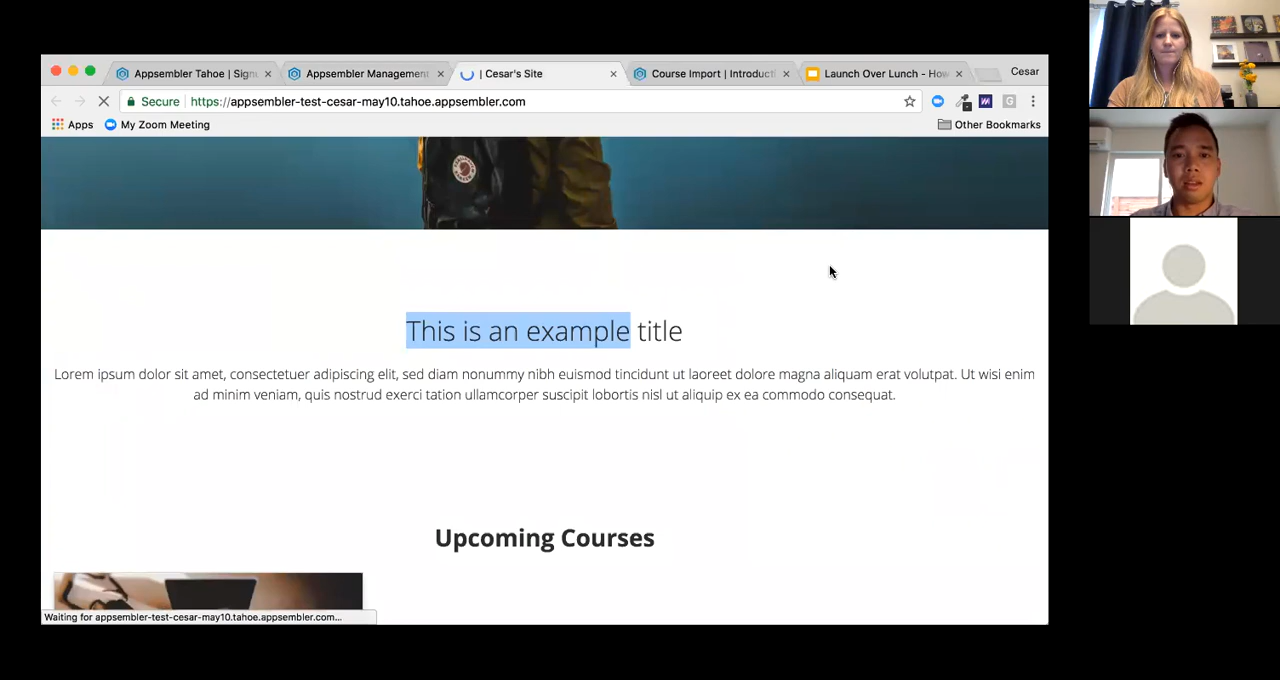 Appsembler Tahoe | Sign
Appsembler Management
| Cesar's Site
Course Import | Introducti
Launch Over Lunch - How
Cesar
Secure
https://appsembler-test-cesar-may10.tahoe.appsembler.com
Apps
My Zoom Meeting
Other Bookmarks
This is an example title
Lorem ipsum dolor sit amet, consectetuer adipiscing elit, sed diam nonummy nibh euismod tincidunt ut laoreet dolore magna aliquam erat volutpat. Ut wisi enim
ad minim veniam, quis nostrud exerci tation ullamcorper suscipit lobortis nisl ut aliquip ex ea commodo consequat.
Upcoming Courses
Waiting for appsembler-test-cesar-may10.tahoe.appsembler.com...